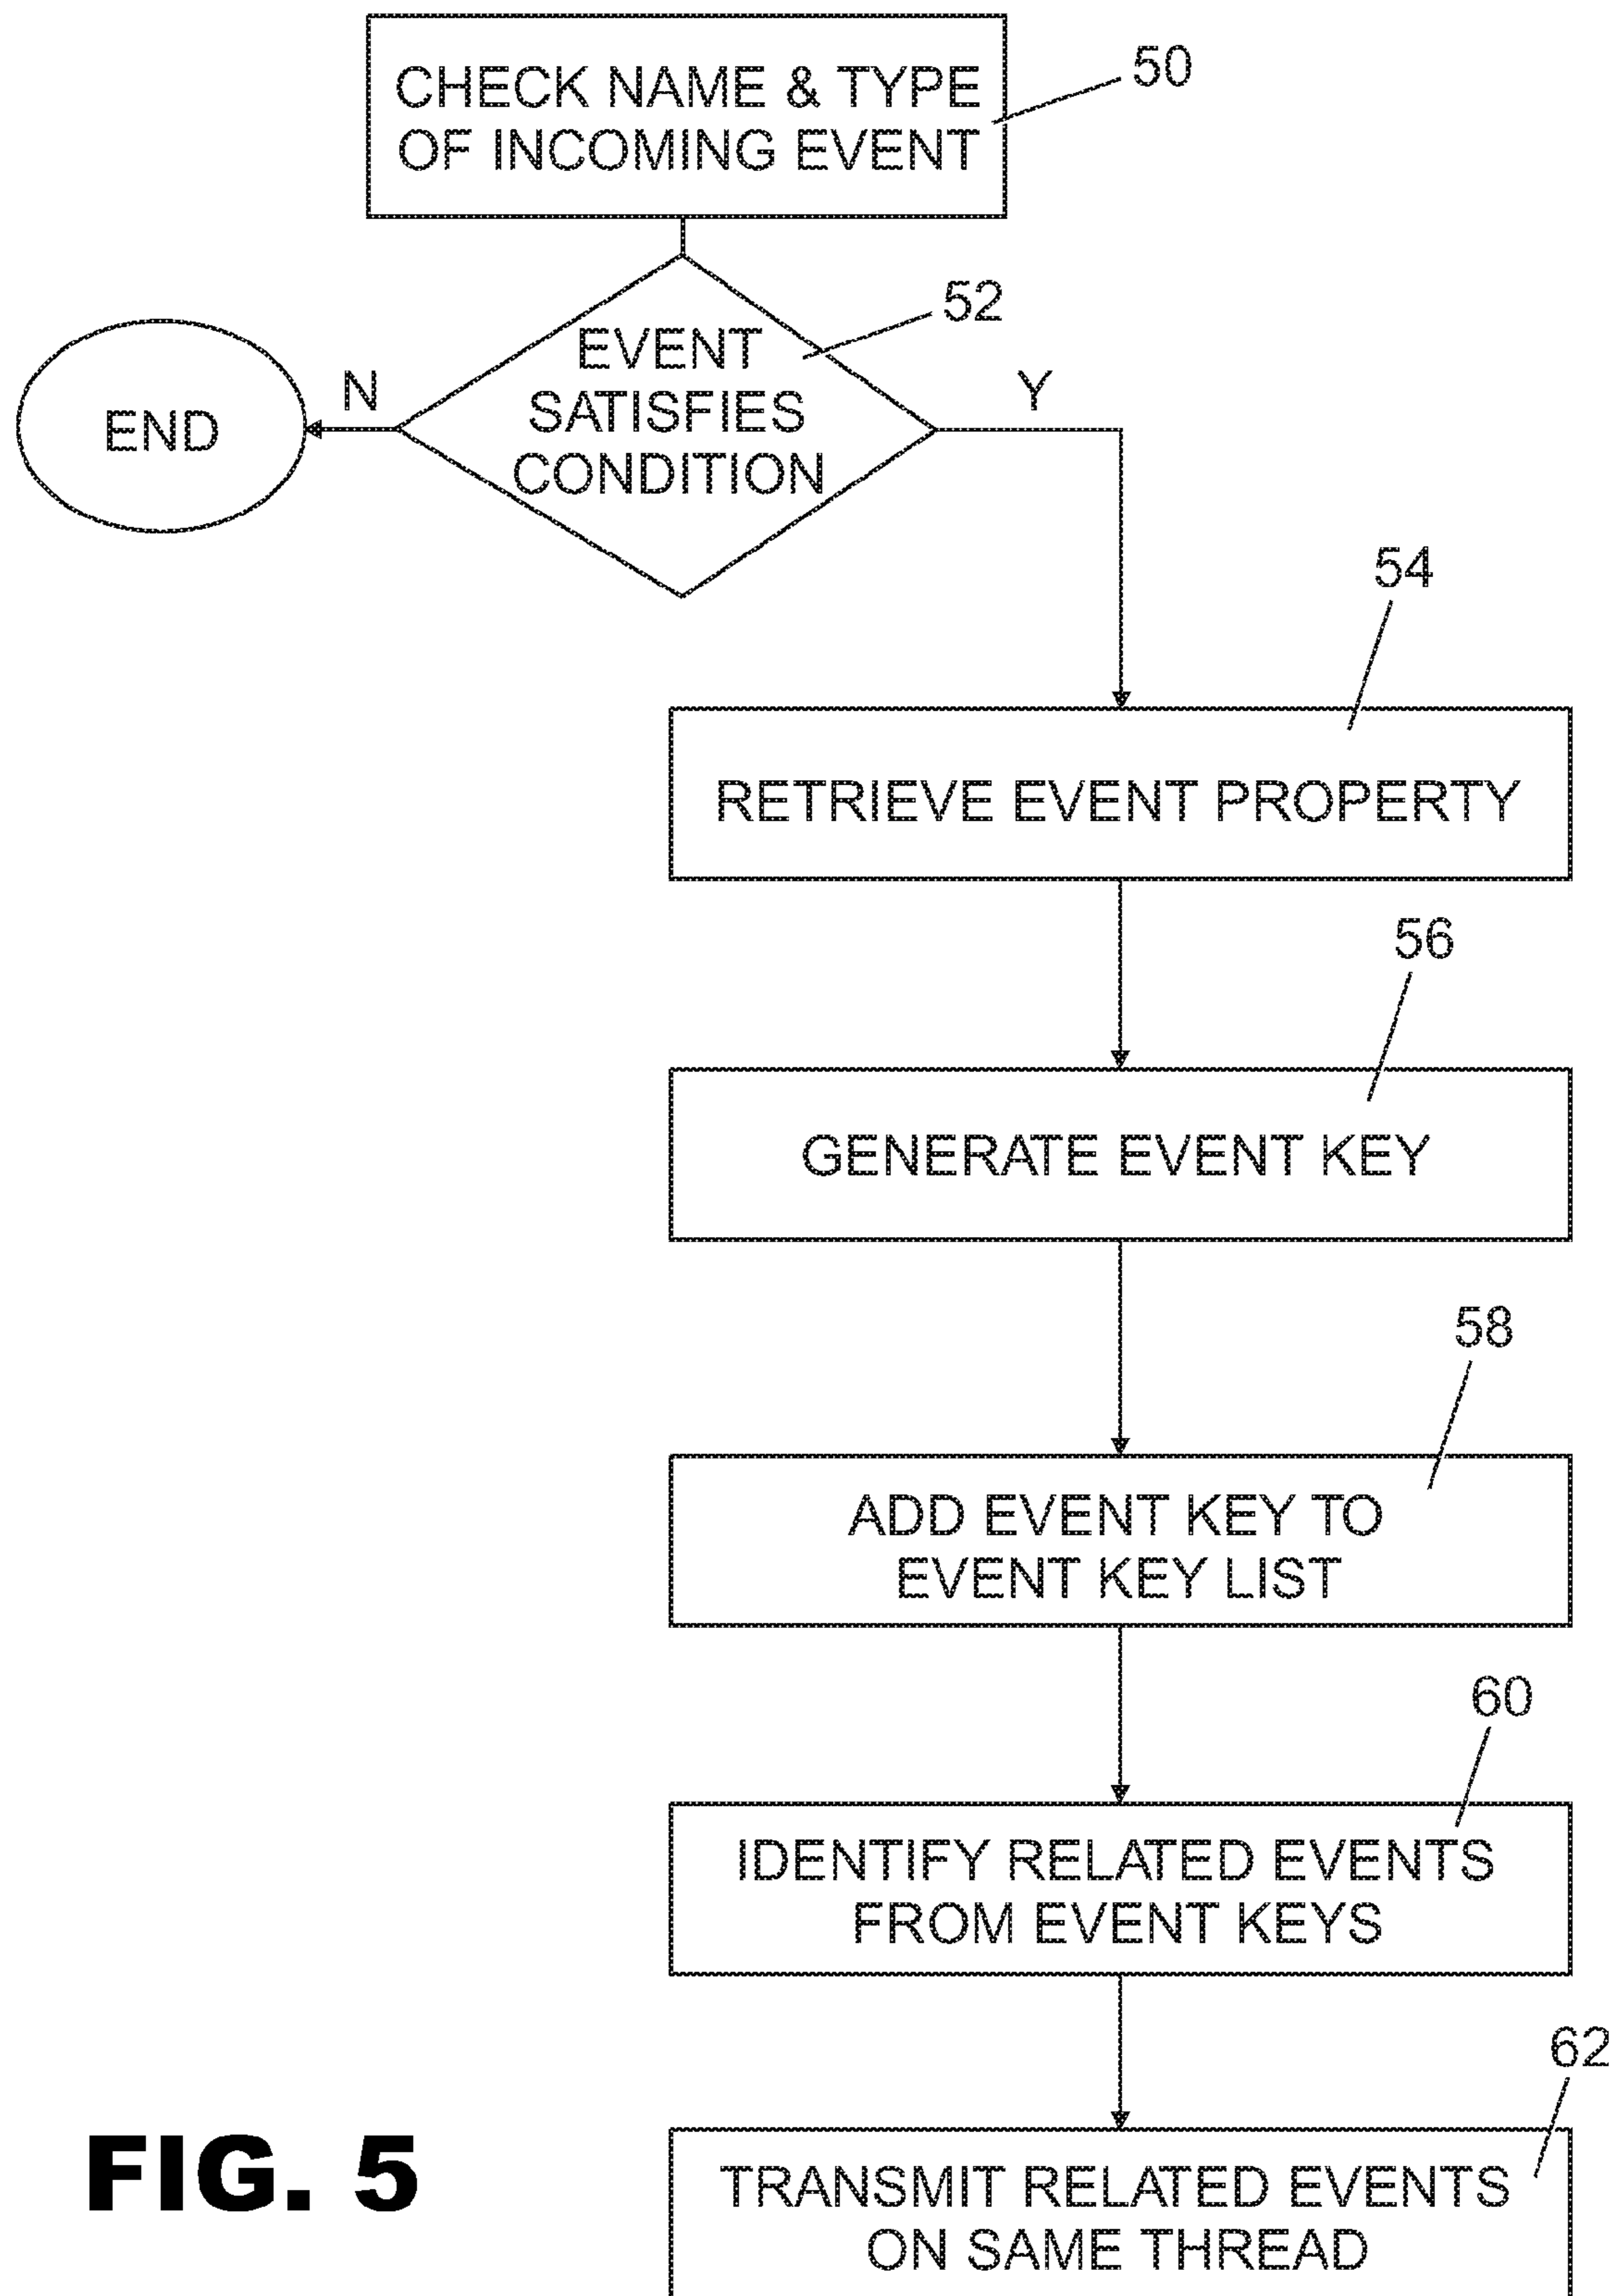 CHECK NAME & TYPE
OF INCOMING EVENT
50
EVENT
SATISFIES
CONDITION
52
N
Y
END
54
RETRIEVE EVENT PROPERTY
56
GENERATE EVENT KEY
58
ADD EVENT KEY TO
EVENT KEY LIST
60
IDENTIFY RELATED EVENTS
FROM EVENT KEYS
62
TRANSMIT RELATED EVENTS
ON SAME THREAD
FIG. 5